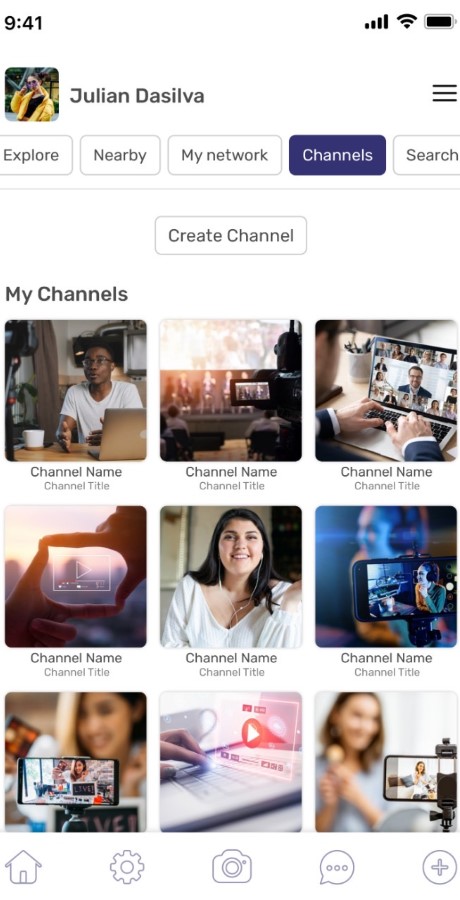 9:41
Julian Dasilva
Explore Nearby My network Channels Search
Create Channel
My Channels
Channel Name Channel Name Channel Name
Channel Title Channel Title Channel Title
Channel Name Channel Name Channel Name
Channel Title Channel Title Channel Title
LIVE!
LIVE!